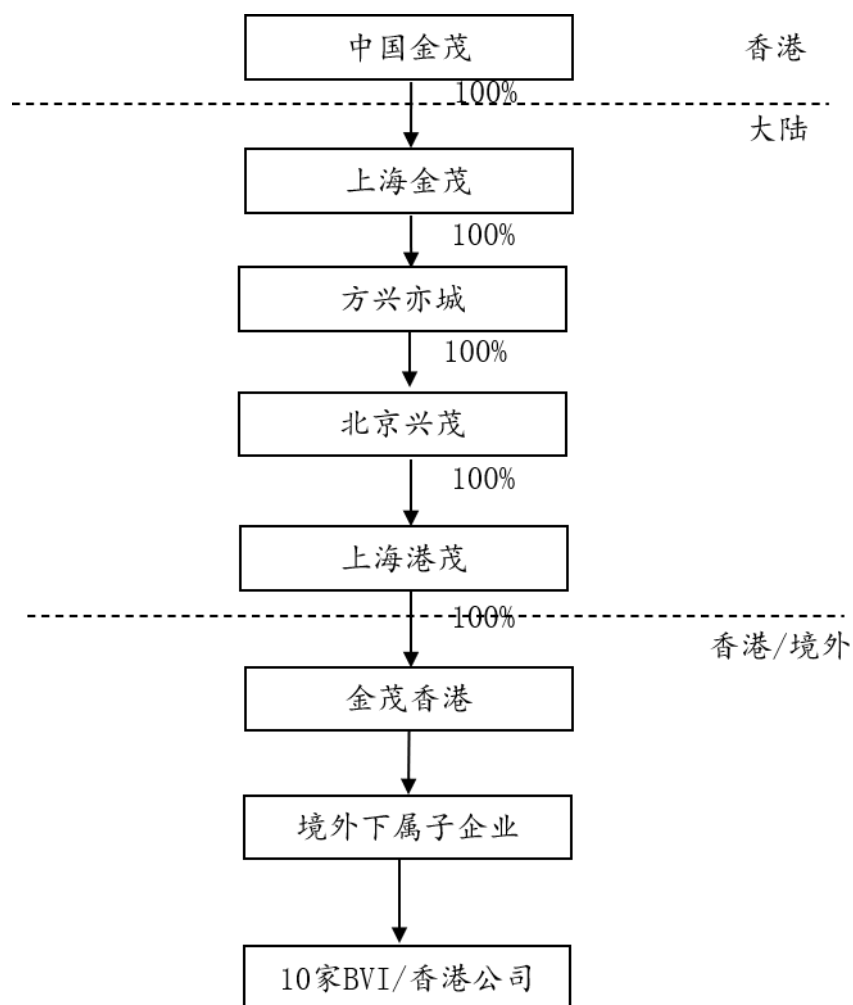 中国金茂
香港
100%
大陆
上海金茂
100%
方兴亦城
100%
北京兴茂
100%
上海港茂
100%
香港/境外
金茂香港
境外下属子企业
10家BVI/香港公司